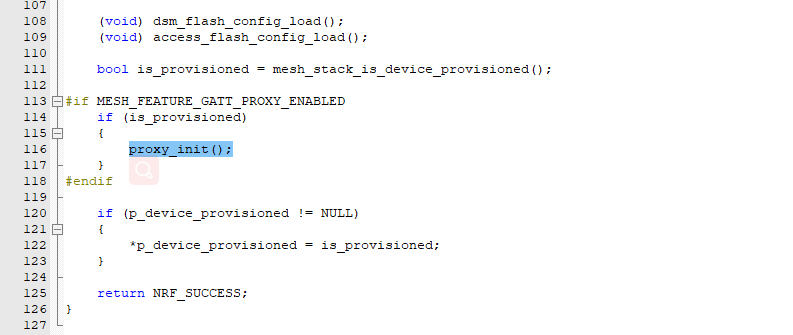 107
108 (void) dsm_flash_config_load();
109 (void) access_flash_config_load();
110
111 bool is_provisioned = mesh_stack_is_device_provisioned();
112
113 #if MESH_FEATURE_GATT_PROXY_ENABLED
114 if (is_provisioned)
115 {
116 proxy_init();
117 }
118 #endif
119
120 if (p_device_provisioned != NULL)
121 {
122 *p_device_provisioned = is_provisioned;
123 }
124
125 return NRF_SUCCESS;
126 }
127